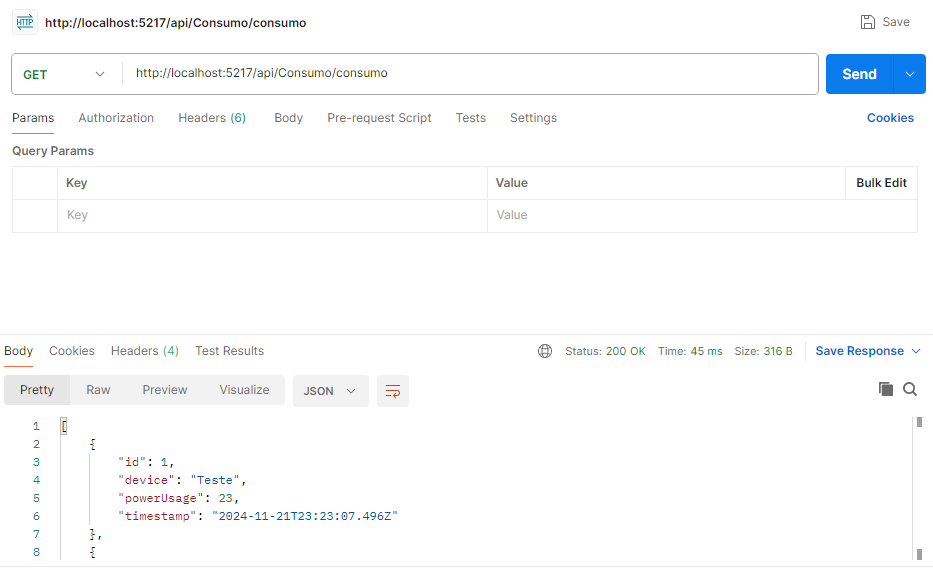 HTTP http://localhost:5217/api/Consumo/consumo Save
GET http://localhost:5217/api/Consumo/consumo Send
Params Authorization Headers (6) Body Pre-request Script Tests Settings Cookies
Query Params
Key Value Bulk Edit
Key Value
Body Cookies Headers (4) Test Results Status: 200 OK Time: 45 ms Size: 316 B Save Response
Pretty Raw Preview Visualize JSON
1 [
2 {
3 "id": 1,
4 "device": "Teste",
5 "powerUsage": 23,
6 "timestamp": "2024-11-21T23:23:07.496Z"
7 },
8 {